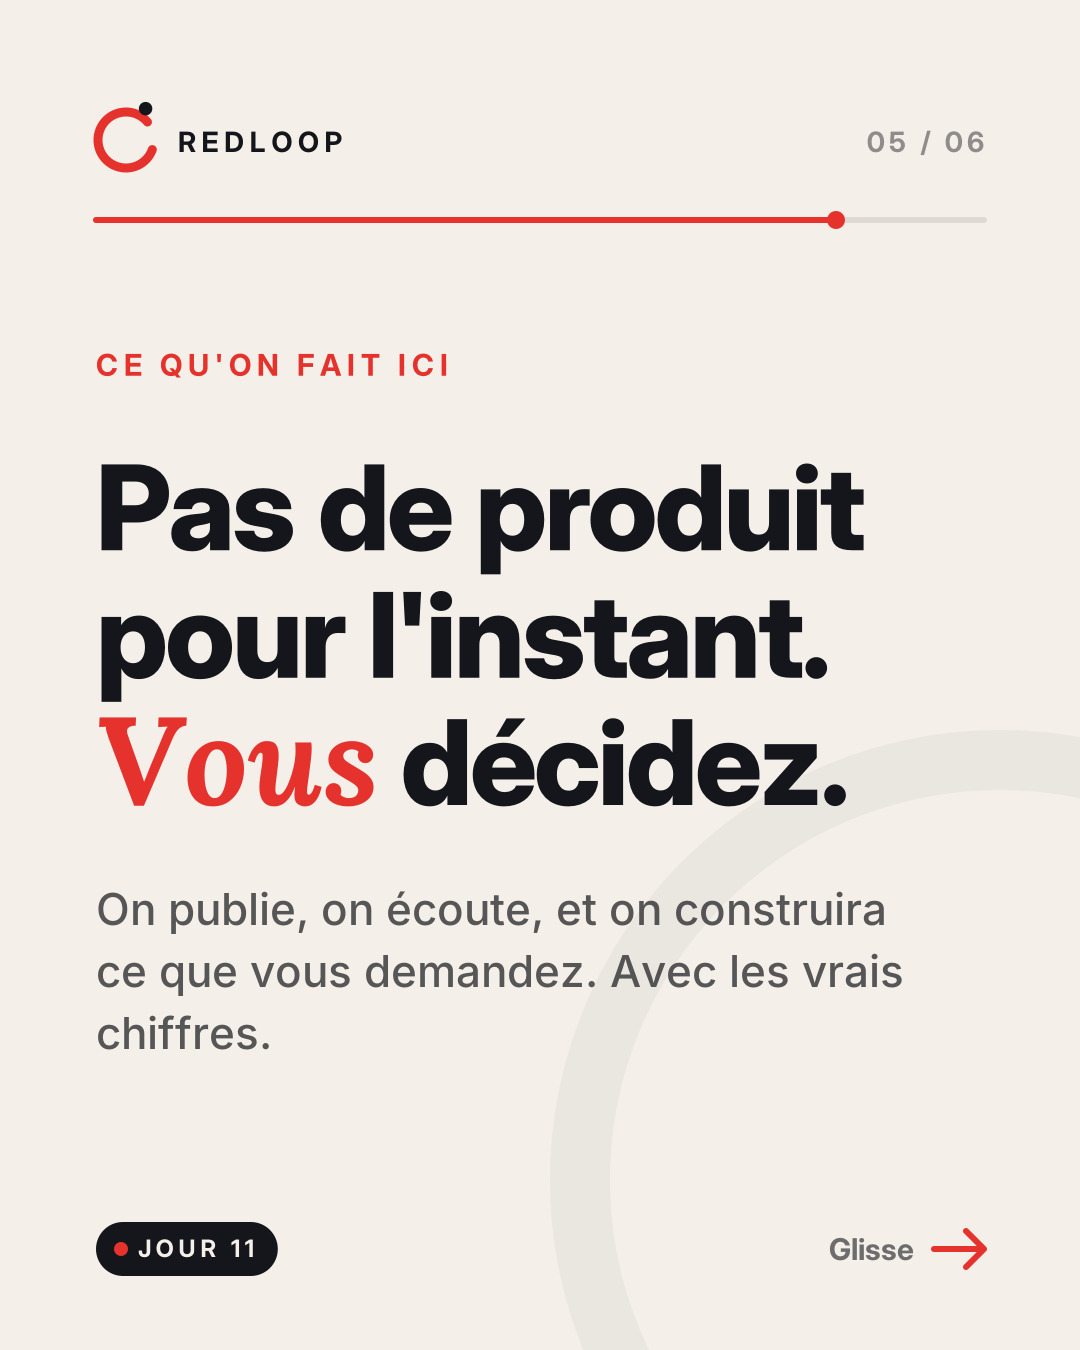 REDLOOP
05 / 06
CE QU'ON FAIT ICI
Pas de produit
pour l'instant.
Vous décidez.
On publie, on écoute, et on construira
ce que vous demandez. Avec les vrais
chiffres.
JOUR 11
Glisse